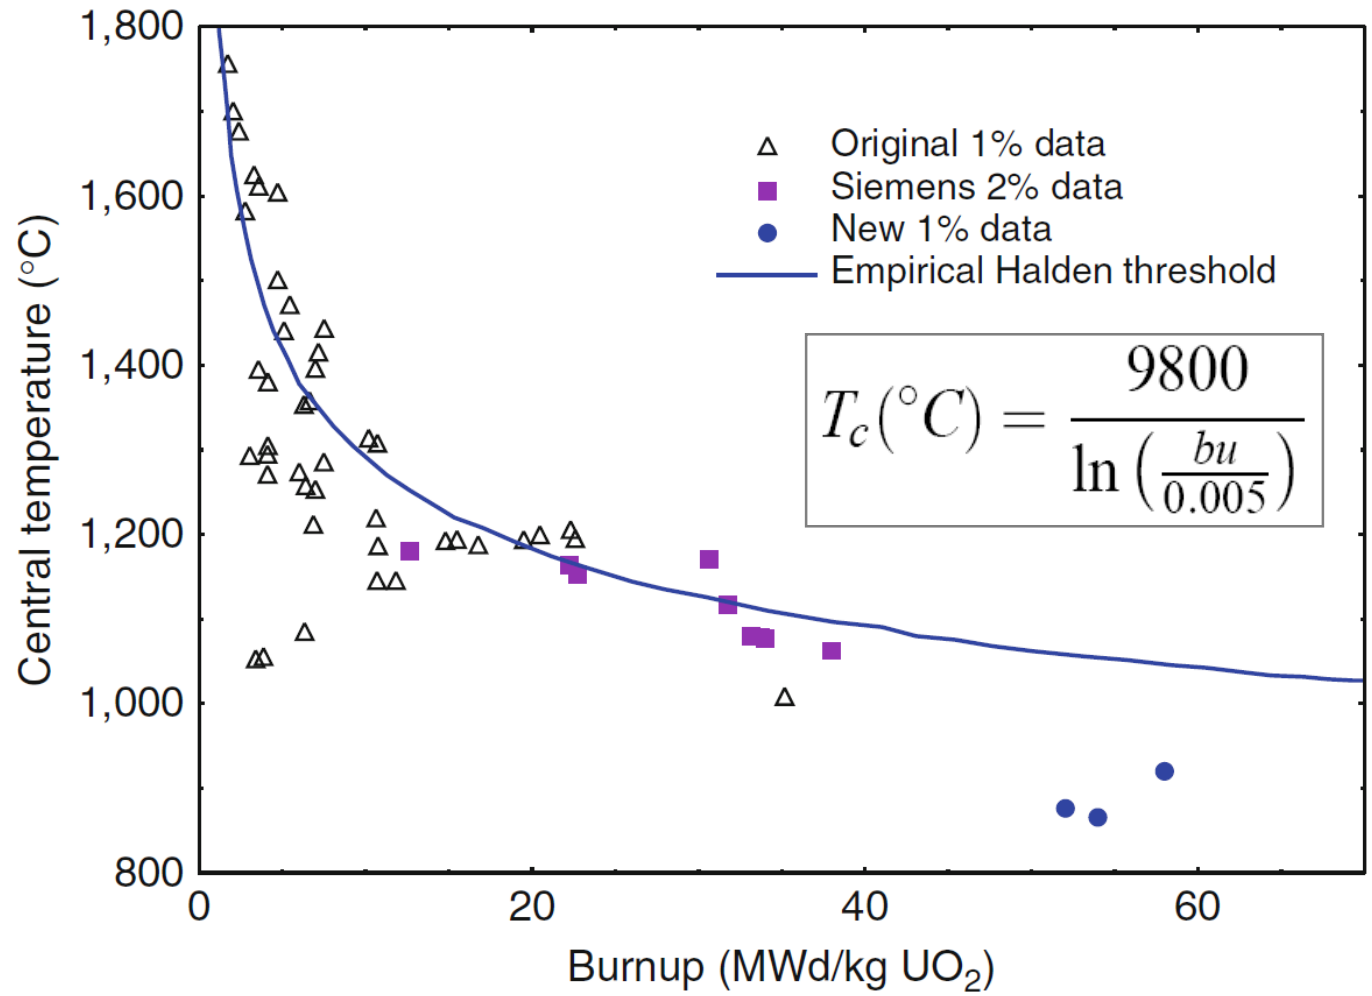 1,800
1,600
1,400
1,200
1,000
800
Central temperature (°C)
Original 1% data
Siemens 2% data
New 1% data
Empirical Halden threshold
T_c(°C) = 9800 / ln (bu / 0.005)
0 20 40 60
Burnup (MWd/kg UO₂)